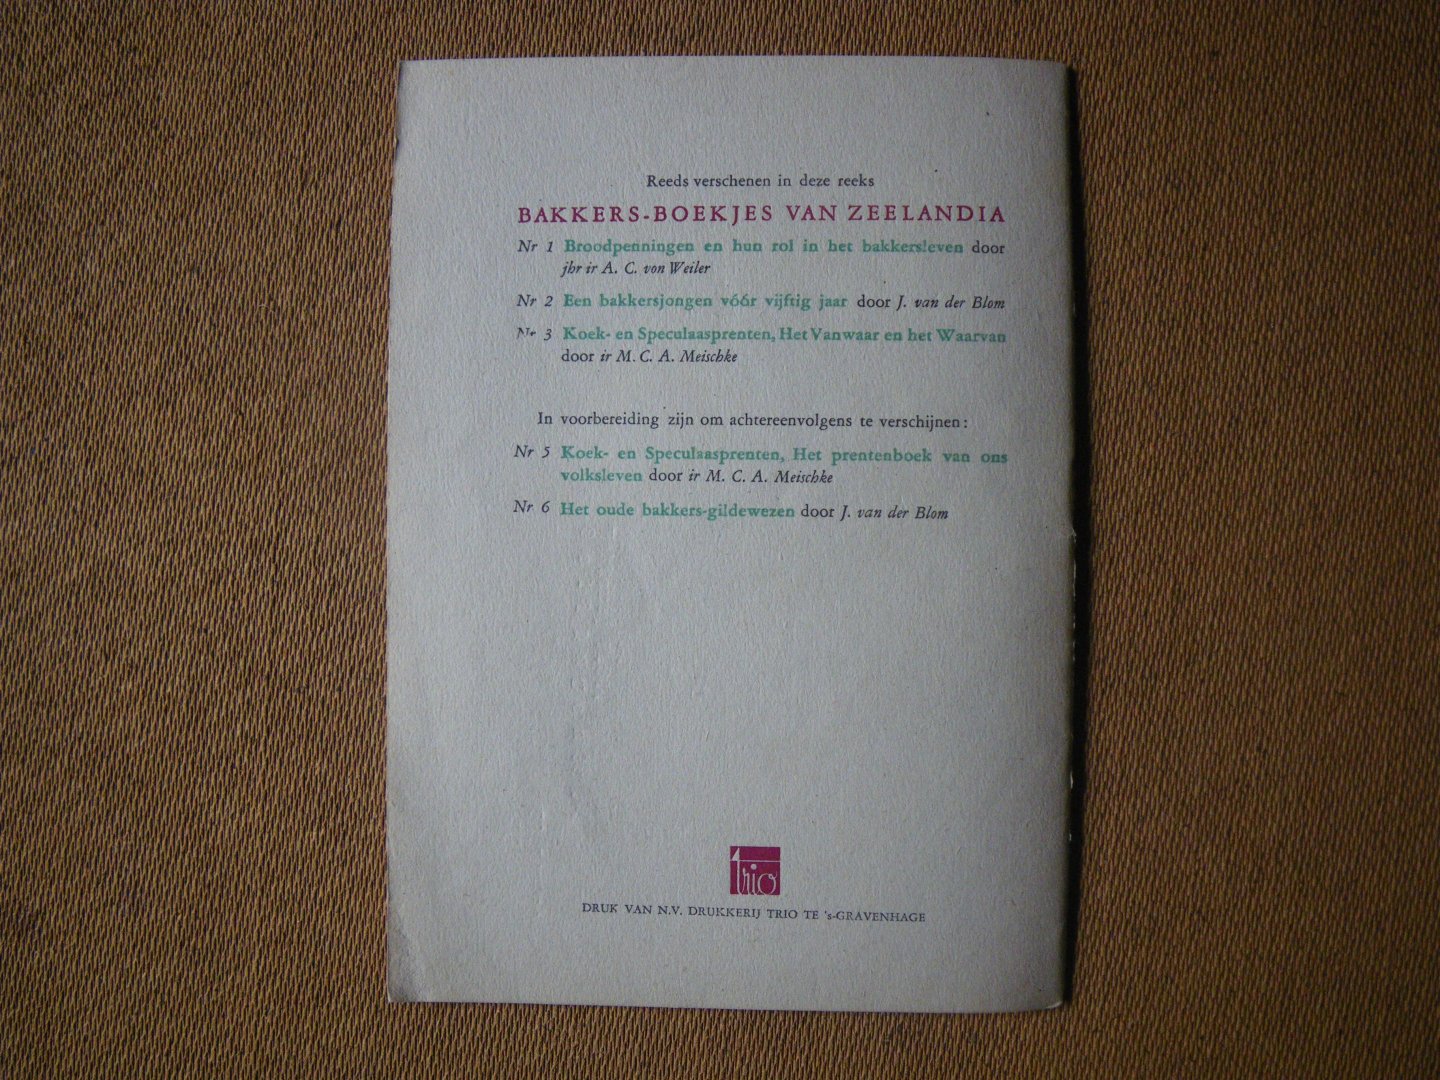 Reeds verschenen in deze reeks
BAKKERS-BOEKJES VAN ZEELANDIA
Nr 1 Broodpenningen en hun rol in het bakkersleven door
jhr ir A. C. von Weiler
Nr 2 Een bakkersjongen vóór vijftig jaar door J. van der Blom
Nr 3 Koek- en Speculaasprenten, Het Vanwaar en het Waarvan
door ir M. C. A. Meischke
In voorbereiding zijn om achtereenvolgens te verschijnen:
Nr 5 Koek- en Speculaasprenten, Het prentenboek van ons
volksleven door ir M. C. A. Meischke
Nr 6 Het oude bakkers-gildewezen door J. van der Blom
trio
DRUK VAN N.V. DRUKKERIJ TRIO TE 's-GRAVENHAGE